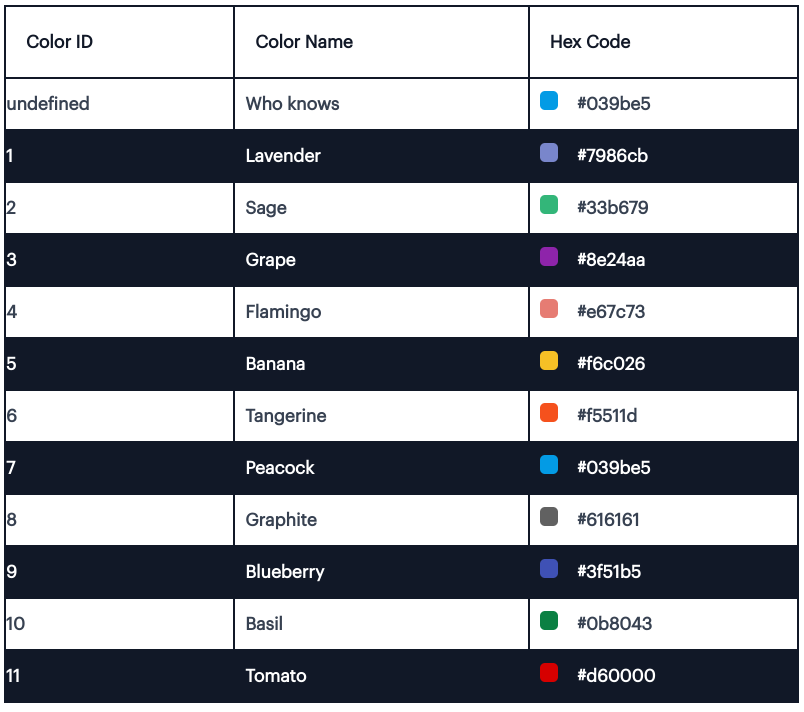 Color ID Color Name Hex Code
undefined Who knows #039be5
1 Lavender #7986cb
2 Sage #33b679
3 Grape #8e24aa
4 Flamingo #e67c73
5 Banana #f6c026
6 Tangerine #f5511d
7 Peacock #039be5
8 Graphite #616161
9 Blueberry #3f51b5
10 Basil #0b8043
11 Tomato #d60000